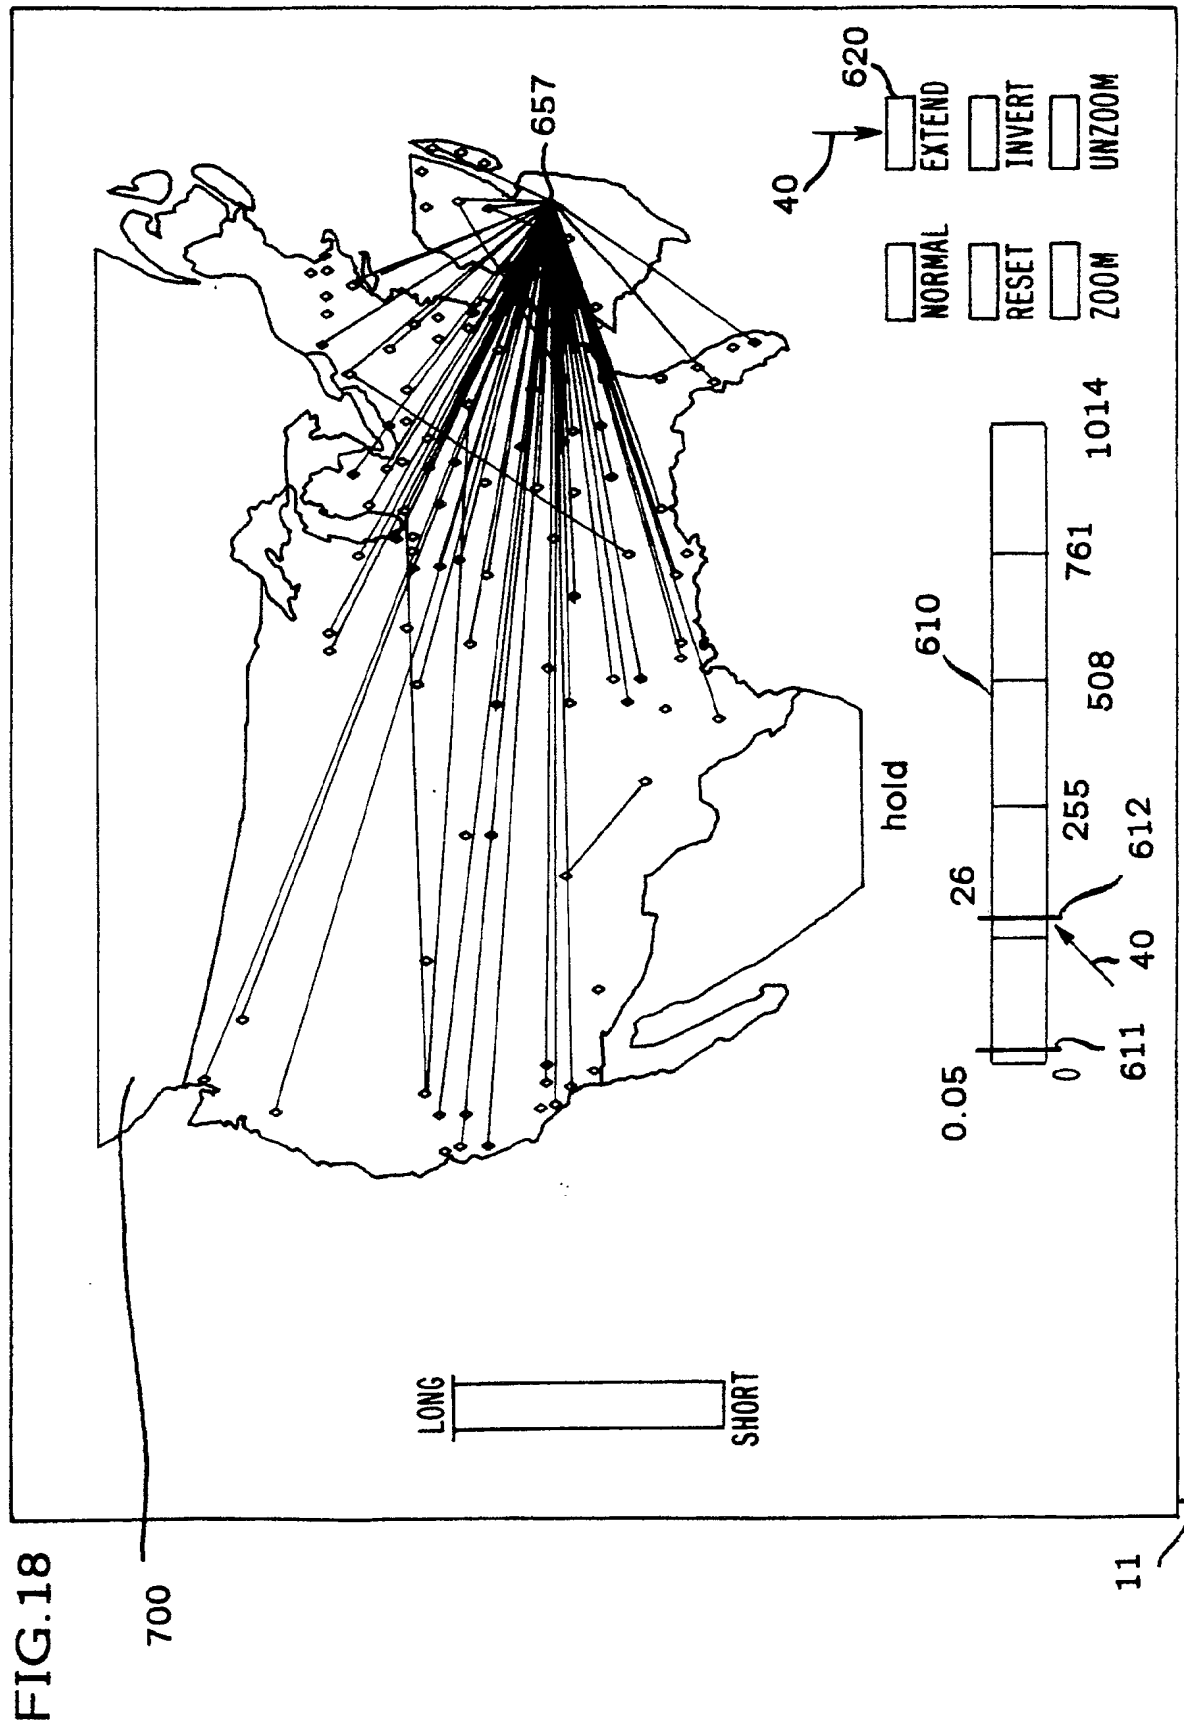 FIG.18
700
11
LONG
SHORT
657
hold
0.05
26
610
0
255
508
761
1014
611
40
612
40
620
NORMAL
EXTEND
RESET
INVERT
ZOOM
UNZOOM